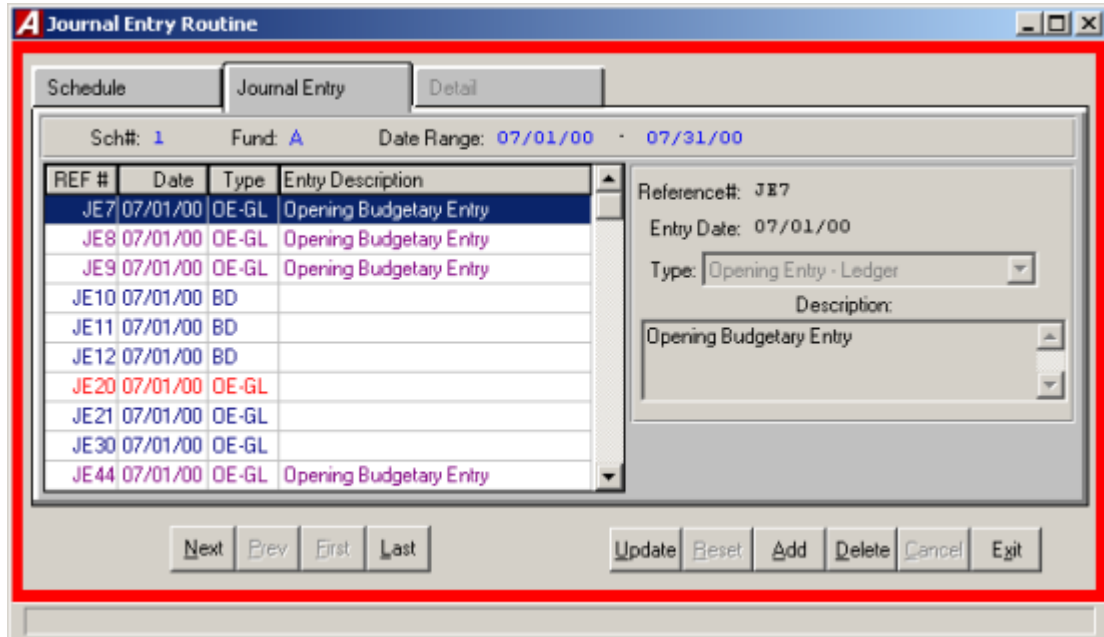 A Journal Entry Routine
Schedule Journal Entry Detail
Sch#: 1 Fund: A Date Range: 07/01/00 - 07/31/00
REF # Date Type Entry Description
JE7 07/01/00 OE-GL Opening Budgetary Entry
JE8 07/01/00 OE-GL Opening Budgetary Entry
JE9 07/01/00 OE-GL Opening Budgetary Entry
JE10 07/01/00 BD
JE11 07/01/00 BD
JE12 07/01/00 BD
JE20 07/01/00 OE-GL
JE21 07/01/00 OE-GL
JE30 07/01/00 OE-GL
JE44 07/01/00 OE-GL Opening Budgetary Entry
Reference#: JE7
Entry Date: 07/01/00
Type: Opening Entry - Ledger
Description:
Opening Budgetary Entry
Next Prev First Last Update Reset Add Delete Cancel Exit